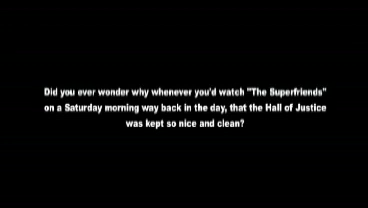 Did you ever wonder why whenever you'd watch "The Superfriends"
on a Saturday morning way back in the day, that the Hall of Justice
was kept so nice and clean?